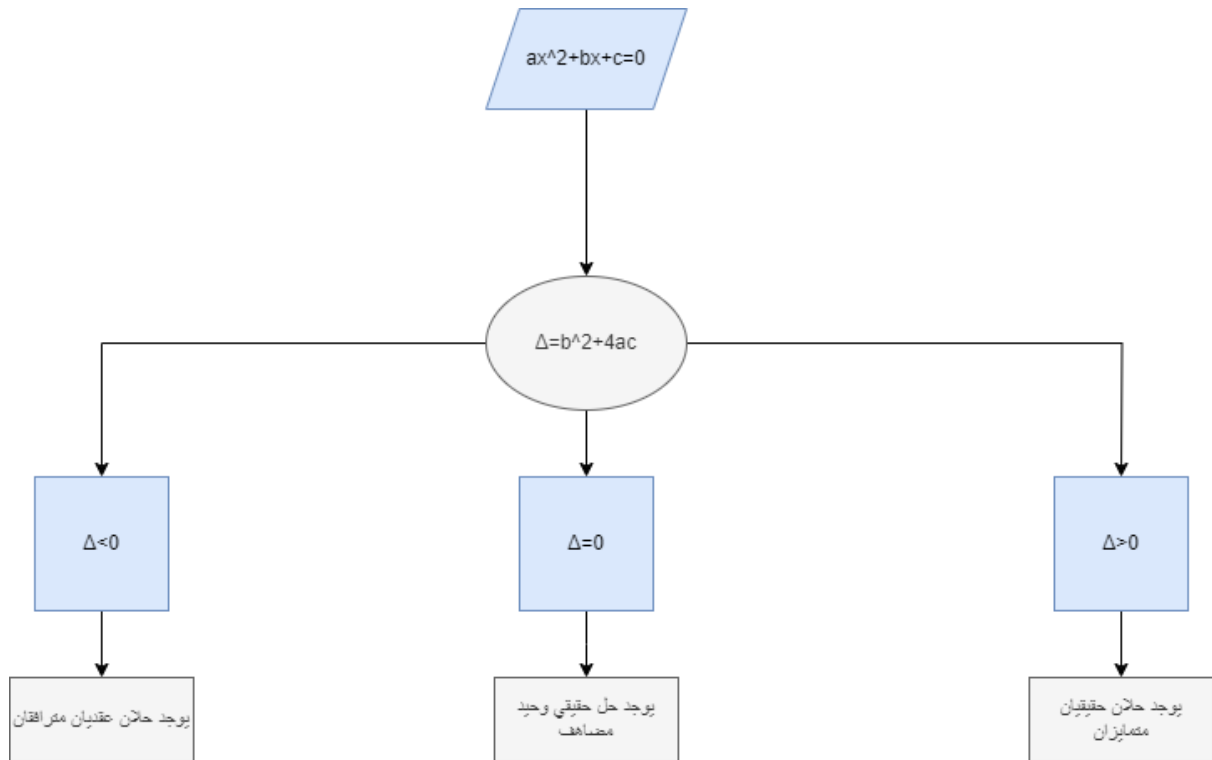 ax^2+bx+c=0
Δ=b^2+4ac
Δ<0
Δ=0
Δ>0
يوجد حلان عقديان مترافقان
يوجد حل حقيقي وحيد
مضاهف
يوجد حلان حقيقيان
متمايزان